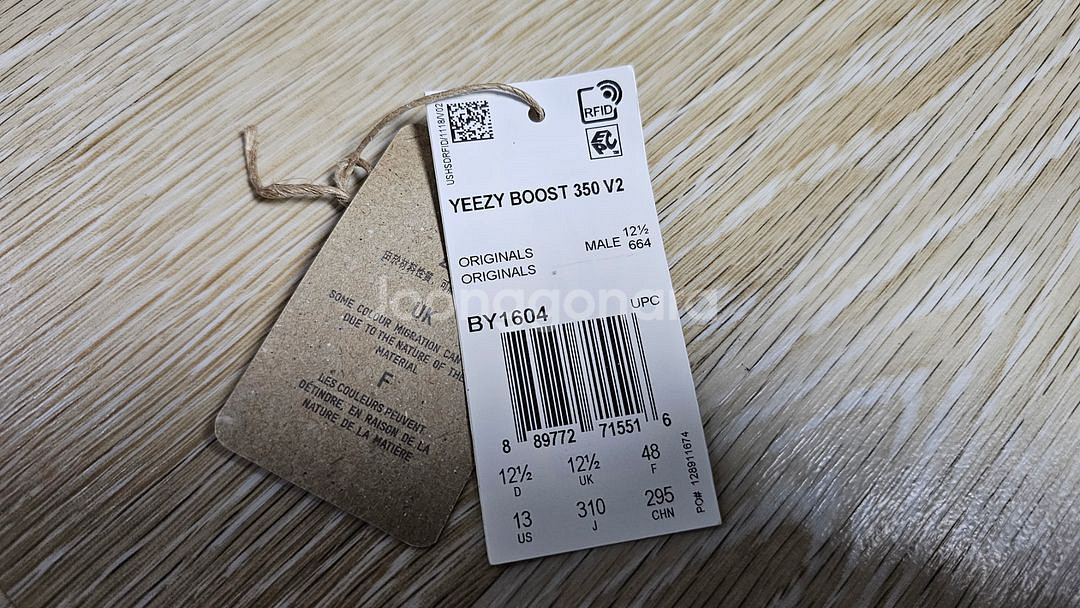 USHSDRFID/1118/V02
RFID
EPC
YEEZY BOOST 350 V2
ORIGINALS
ORIGINALS
MALE 12½
664
BY1604
UPC
8 89772 71551 6
12½ 12½ 48
D UK F
13 310 295
US J CHN
PO# 128911674
UK
SOME COLOUR MIGRATION CAN
DUE TO THE NATURE OF THE
MATERIAL
F
LES COULEURS PEUVENT
DÉTINDRE, EN RAISON DE LA
NATURE DE LA MATIÈRE